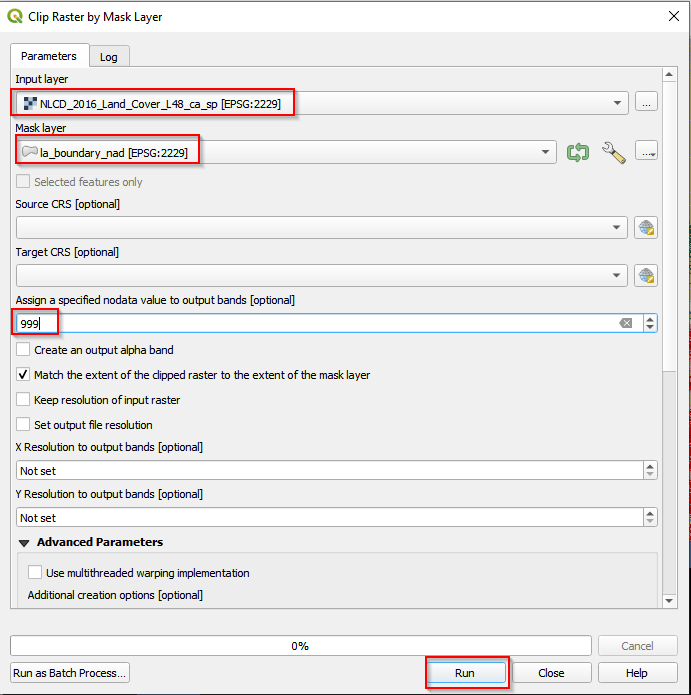 Clip Raster by Mask Layer
Parameters
Log
Input layer
NLCD_2016_Land_Cover_L48_ca_sp [EPSG:2229]
...
Mask layer
la_boundary_nad [EPSG:2229]
...
Selected features only
Source CRS [optional]
Target CRS [optional]
Assign a specified nodata value to output bands [optional]
999
Create an output alpha band
Match the extent of the clipped raster to the extent of the mask layer
Keep resolution of input raster
Set output file resolution
X Resolution to output bands [optional]
Not set
Y Resolution to output bands [optional]
Not set
Advanced Parameters
Use multithreaded warping implementation
Additional creation options [optional]
0%
Cancel
Run as Batch Process...
Run
Close
Help